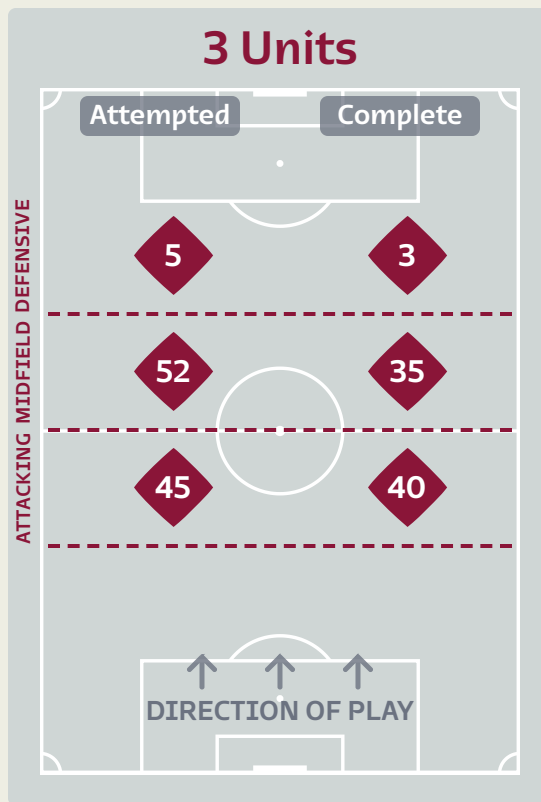 3 Units
Attempted Complete
ATTACKING MIDFIELD DEFENSIVE
5 3
52 35
45 40
DIRECTION OF PLAY